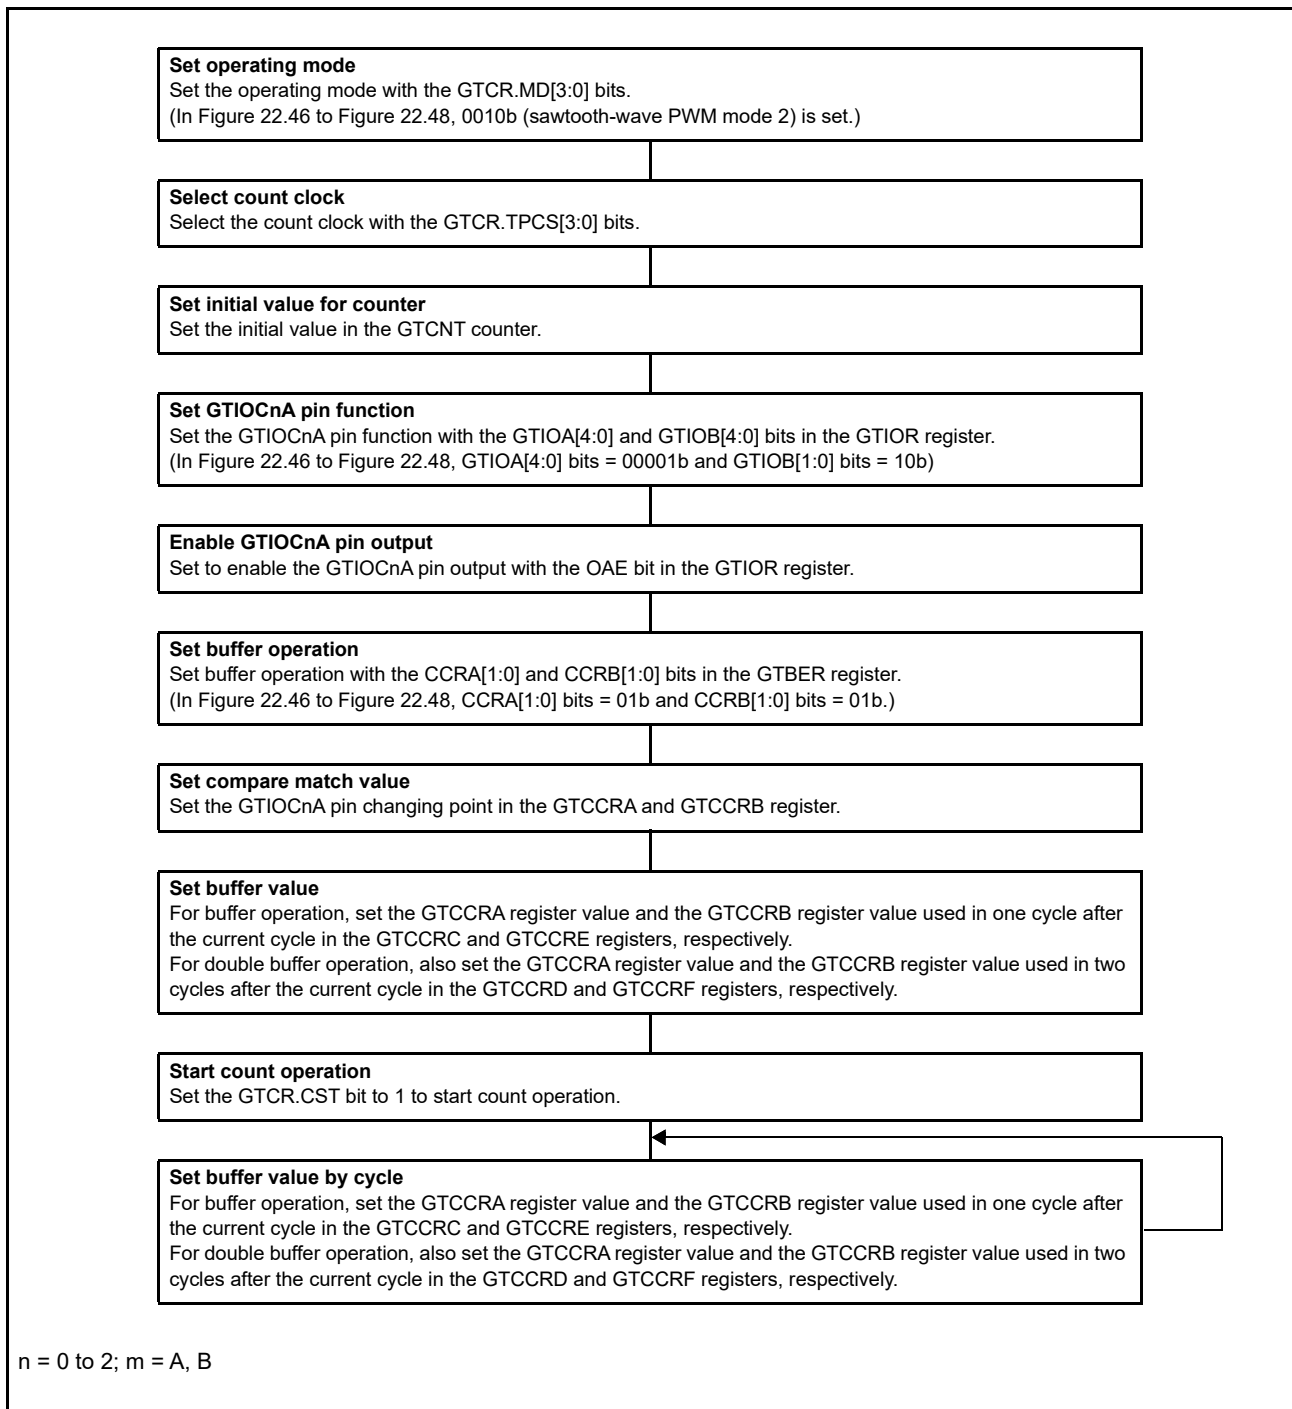 Set operating mode
Set the operating mode with the GTCR.MD[3:0] bits.
(In Figure 22.46 to Figure 22.48, 0010b (sawtooth-wave PWM mode 2) is set.)
Select count clock
Select the count clock with the GTCR.TPCS[3:0] bits.
Set initial value for counter
Set the initial value in the GTCNT counter.
Set GTIOCnA pin function
Set the GTIOCnA pin function with the GTIOA[4:0] and GTIOB[4:0] bits in the GTIOR register.
(In Figure 22.46 to Figure 22.48, GTIOA[4:0] bits = 00001b and GTIOB[1:0] bits = 10b)
Enable GTIOCnA pin output
Set to enable the GTIOCnA pin output with the OAE bit in the GTIOR register.
Set buffer operation
Set buffer operation with the CCRA[1:0] and CCRB[1:0] bits in the GTBER register.
(In Figure 22.46 to Figure 22.48, CCRA[1:0] bits = 01b and CCRB[1:0] bits = 01b.)
Set compare match value
Set the GTIOCnA pin changing point in the GTCCRA and GTCCRB register.
Set buffer value
For buffer operation, set the GTCCRA register value and the GTCCRB register value used in one cycle after
the current cycle in the GTCCRC and GTCCRE registers, respectively.
For double buffer operation, also set the GTCCRA register value and the GTCCRB register value used in two
cycles after the current cycle in the GTCCRD and GTCCRF registers, respectively.
Start count operation
Set the GTCR.CST bit to 1 to start count operation.
Set buffer value by cycle
For buffer operation, set the GTCCRA register value and the GTCCRB register value used in one cycle after
the current cycle in the GTCCRC and GTCCRE registers, respectively.
For double buffer operation, also set the GTCCRA register value and the GTCCRB register value used in two
cycles after the current cycle in the GTCCRD and GTCCRF registers, respectively.
n = 0 to 2; m = A, B